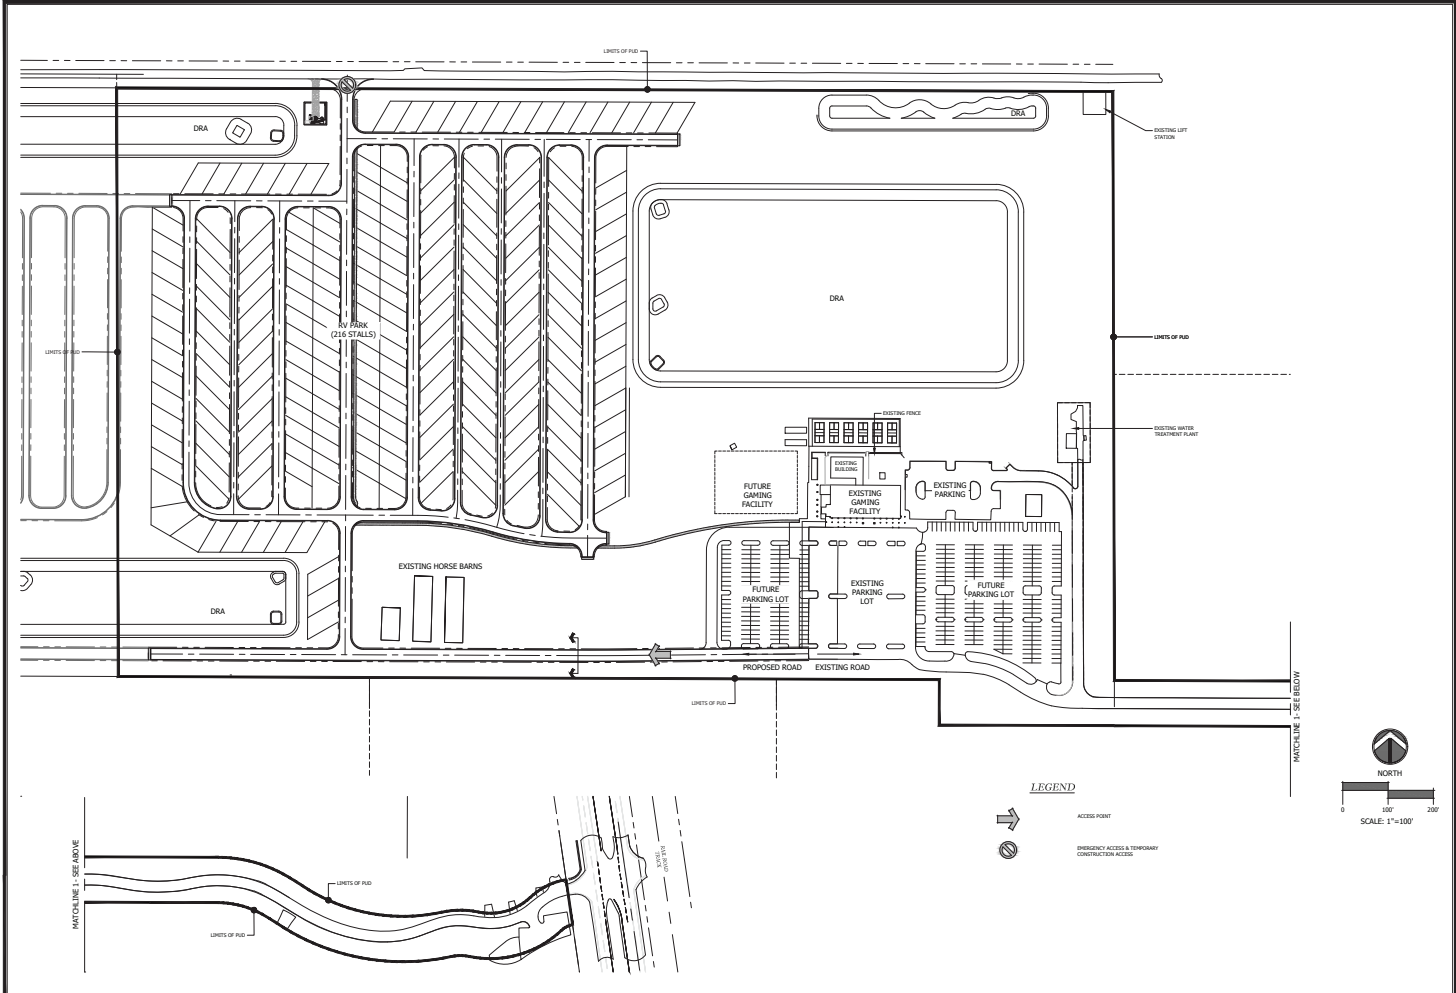 LIMITS OF PUD
DRA
DRA
EXISTING LIFT
STATION
DRA
RV PARK
(216 STALLS)
LIMITS OF PUD
LIMITS OF PUD
EXISTING FENCE
EXISTING WATER
TREATMENT PLANT
EXISTING
BUILDING
FUTURE
GAMING
FACILITY
EXISTING
GAMING
FACILITY
EXISTING
PARKING
EXISTING HORSE BARNS
FUTURE
PARKING LOT
EXISTING
PARKING
LOT
FUTURE
PARKING LOT
DRA
PROPOSED ROAD
EXISTING ROAD
LIMITS OF PUD
MATCHLINE 1- SEE BELOW
NORTH
0 100' 200'
SCALE: 1"=100'
LEGEND
ACCESS POINT
EMERGENCY ACCESS & TEMPORARY
CONSTRUCTION ACCESS
MATCHLINE 1- SEE ABOVE
LIMITS OF PUD
LIMITS OF PUD
RAIL ROAD
TRACK